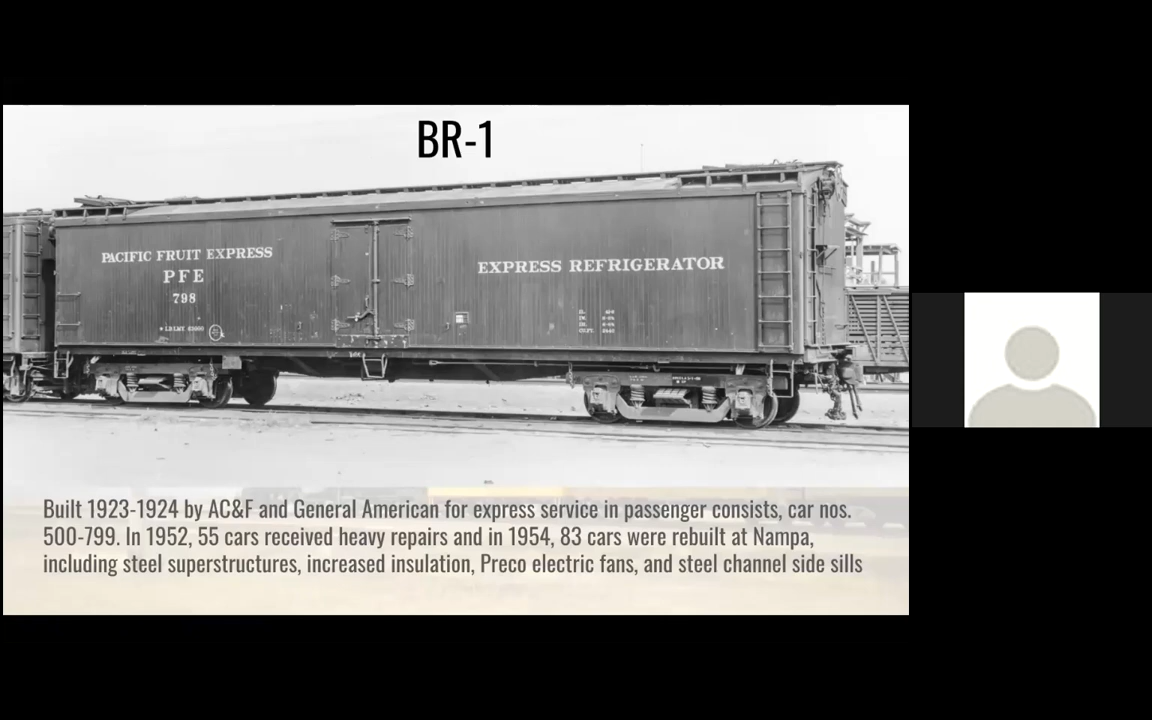 BR-1
PACIFIC FRUIT EXPRESS
EXPRESS REFRIGERATOR
PFE
798
Built 1923-1924 by AC&F and General American for express service in passenger consists, car nos.
500-799. In 1952, 55 cars received heavy repairs and in 1954, 83 cars were rebuilt at Nampa,
including steel superstructures, increased insulation, Preco electric fans, and steel channel side sills